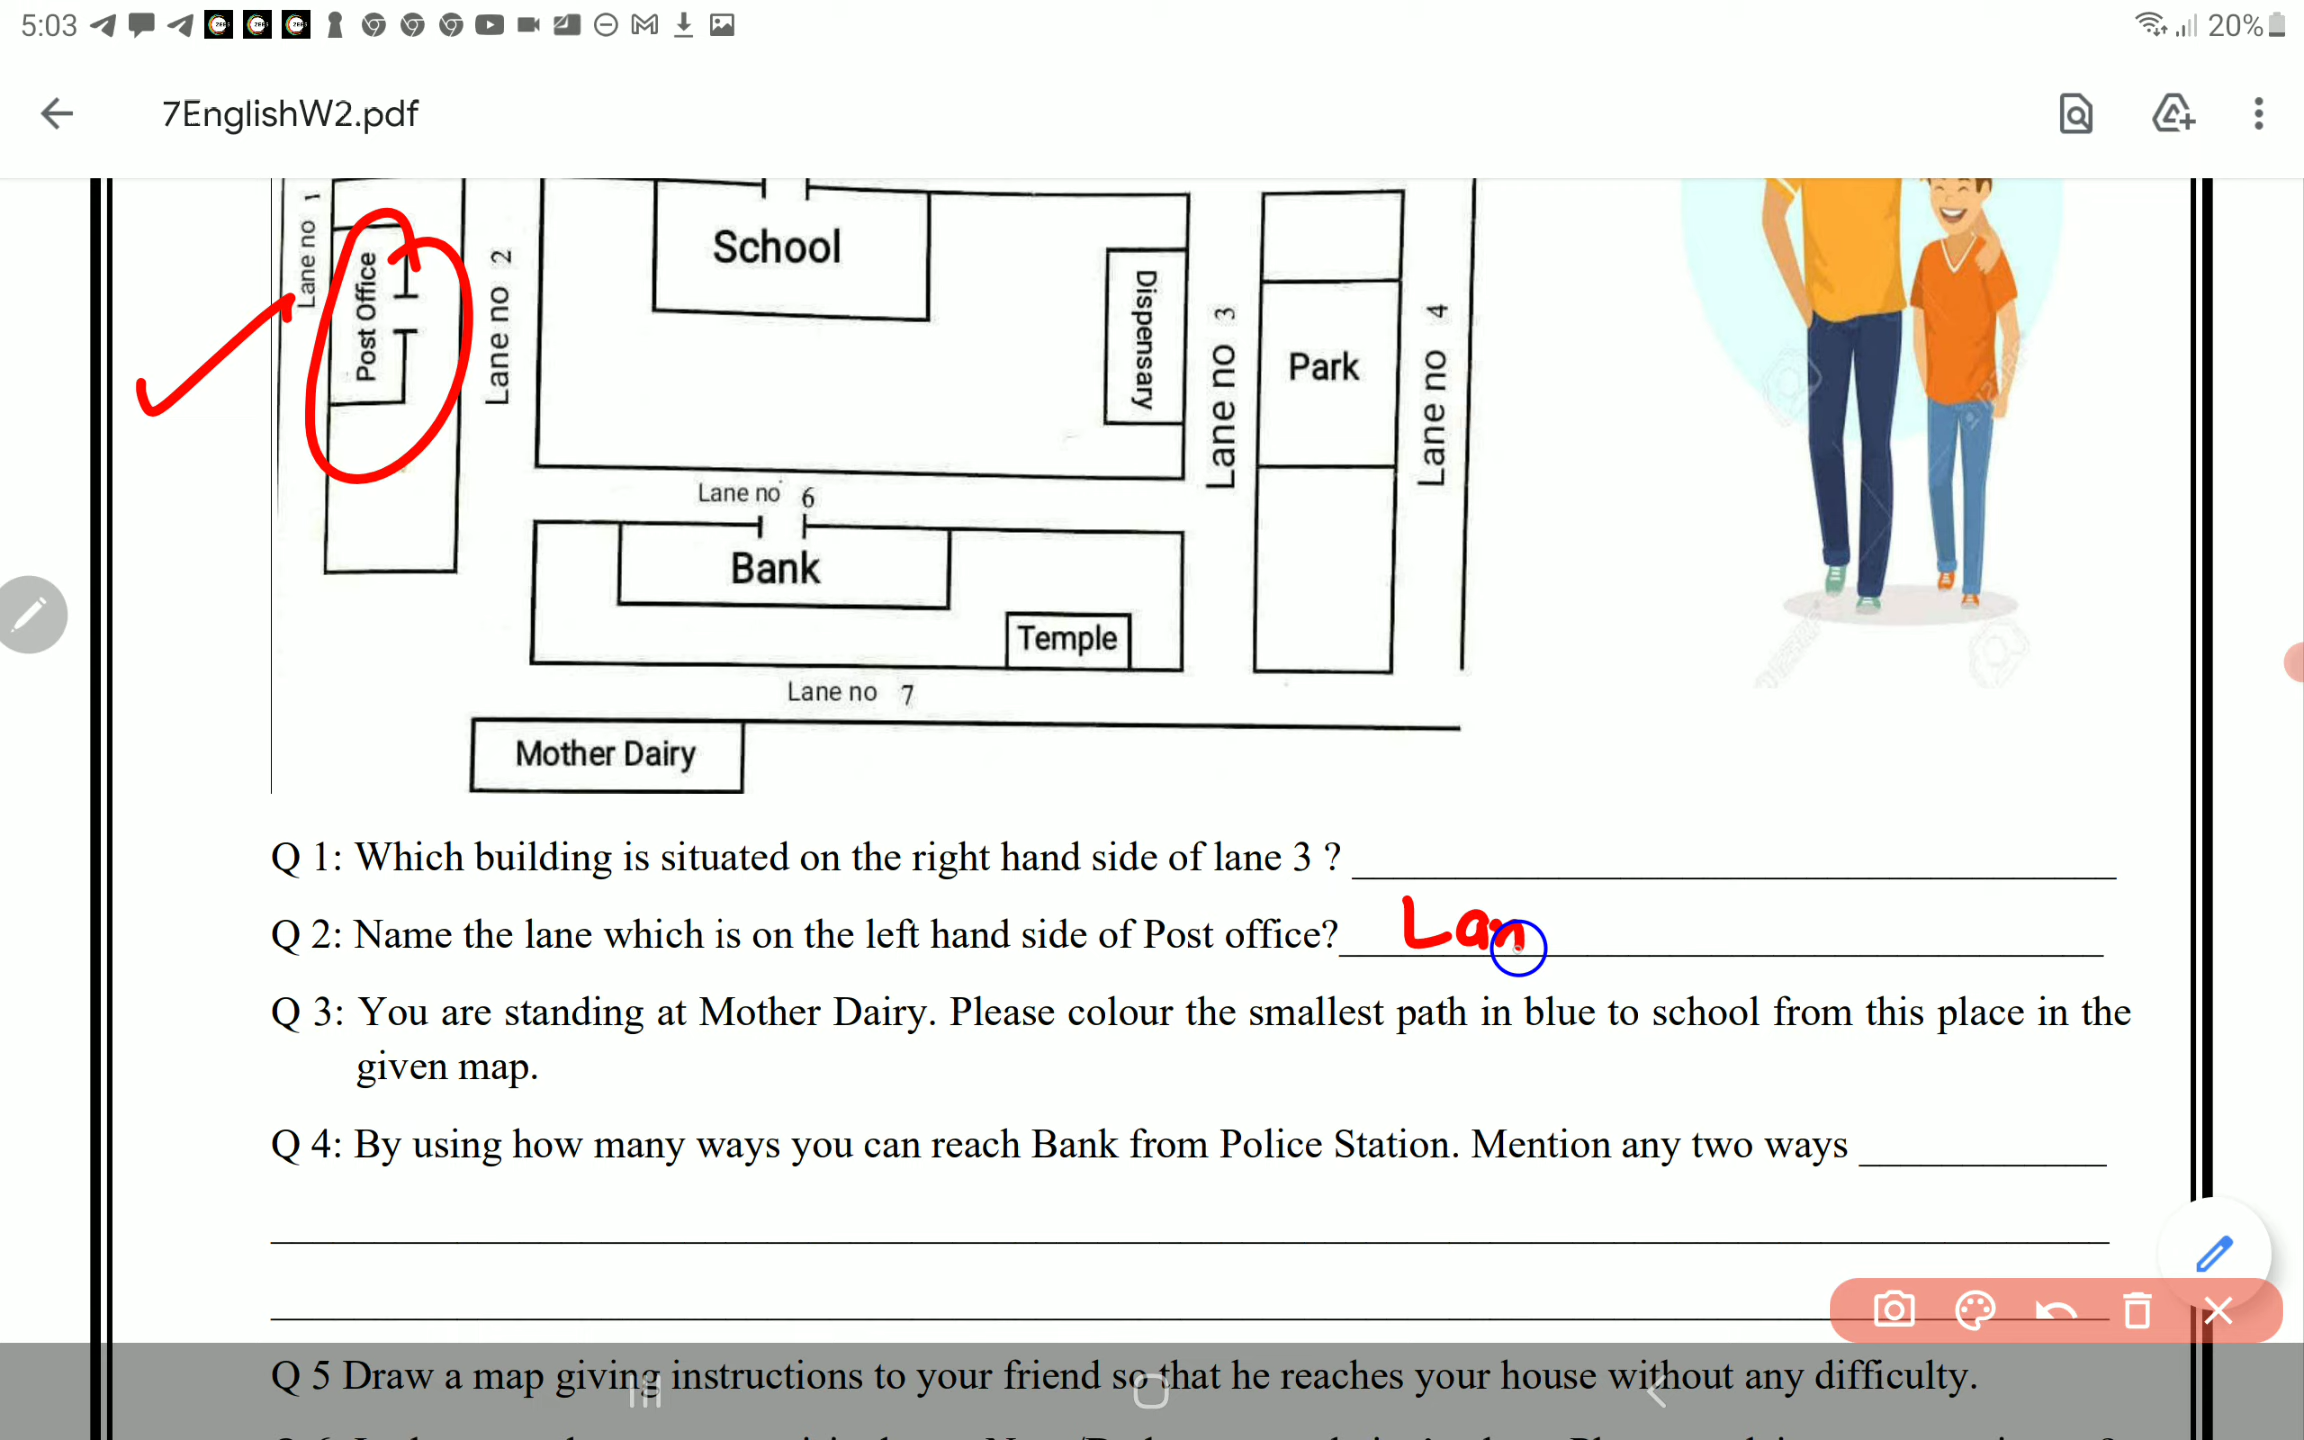 5:03 20%
7EnglishW2.pdf
Lane no 1
Post Office
Lane no 2
School
Dispensary
Lane no 3
Park
Lane no 4
Lane no 6
Bank
Temple
Lane no 7
Mother Dairy
Q 1: Which building is situated on the right hand side of lane 3 ?
Q 2: Name the lane which is on the left hand side of Post office? Lan
Q 3: You are standing at Mother Dairy. Please colour the smallest path in blue to school from this place in the
given map.
Q 4: By using how many ways you can reach Bank from Police Station. Mention any two ways
Q 5 Draw a map giving instructions to your friend so that he reaches your house without any difficulty.